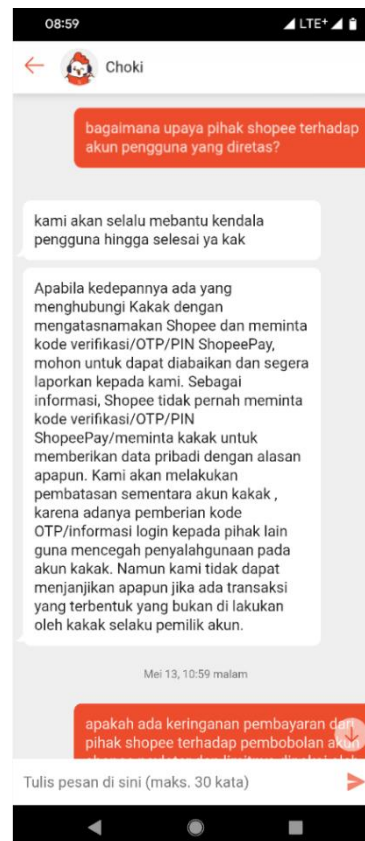 08:59
LTE+
Choki
bagaimana upaya pihak shopee terhadap
akun pengguna yang diretas?
kami akan selalu mebantu kendala
pengguna hingga selesai ya kak
Apabila kedepannya ada yang
menghubungi Kakak dengan
mengatasnamakan Shopee dan meminta
kode verifikasi/OTP/PIN ShopeePay,
mohon untuk dapat diabaikan dan segera
laporkan kepada kami. Sebagai
informasi, Shopee tidak pernah meminta
kode verifikasi/OTP/PIN
ShopeePay/meminta kakak untuk
memberikan data pribadi dengan alasan
apapun. Kami akan melakukan
pembatasan sementara akun kakak ,
karena adanya pemberian kode
OTP/informasi login kepada pihak lain
guna mencegah penyalahgunaan pada
akun kakak. Namun kami tidak dapat
menjanjikan apapun jika ada transaksi
yang terbentuk yang bukan di lakukan
oleh kakak selaku pemilik akun.
Mei 13, 10:59 malam
apakah ada keringanan pembayaran dari
pihak shopee terhadap pembobolan akun
Tulis pesan di sini (maks. 30 kata)